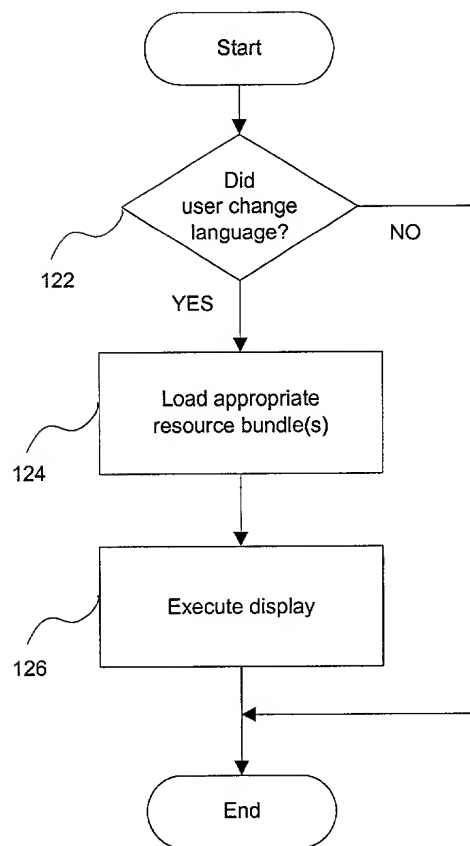 Start
Did
user change
language?
NO
122
YES
Load appropriate
resource bundle(s)
124
Execute display
126
End